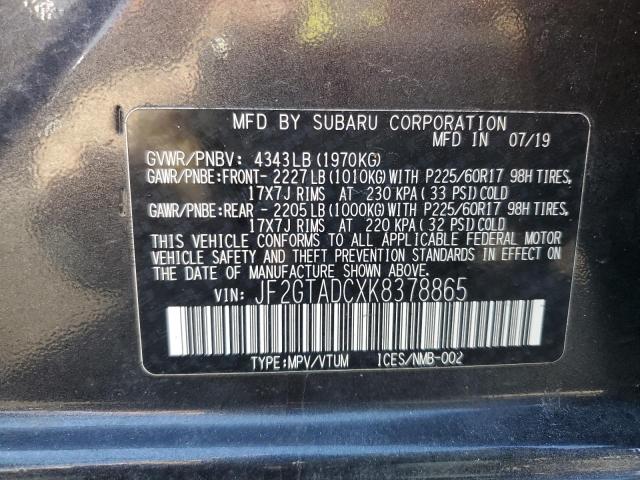 MFD BY SUBARU CORPORATION
MFD IN 07/19
GVWR/PNBV: 4343LB(1970KG)
GAWR/PNBE:FRONT-2227LB(1010KG)WITH P225/60R17 98H TIRES,
17X7J RIMS AT 230 KPA(33 PSI)COLD
GAWR/PNBE:REAR -2205LB(1000KG)WITH P225/60R17 98H TIRES,
17X7J RIMS AT 220 KPA(32 PSI)COLD
THIS VEHICLE CONFORMS TO ALL APPLICABLE FEDERAL MOTOR
VEHICLE SAFETY AND THEFT PREVENTION STANDARDS IN EFFECT ON
THE DATE OF MANUFACTURE SHOWN ABOVE.
VIN: JF2GTADCXK8378865
TYPE:MPV/VTUM ICES/NMB-002